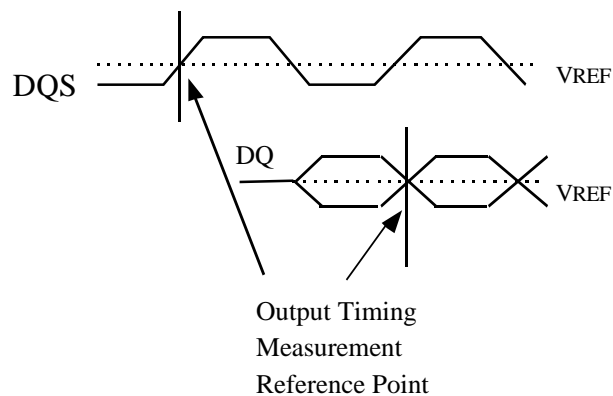 DQS
VREF
DQ
VREF
Output Timing
Measurement
Reference Point